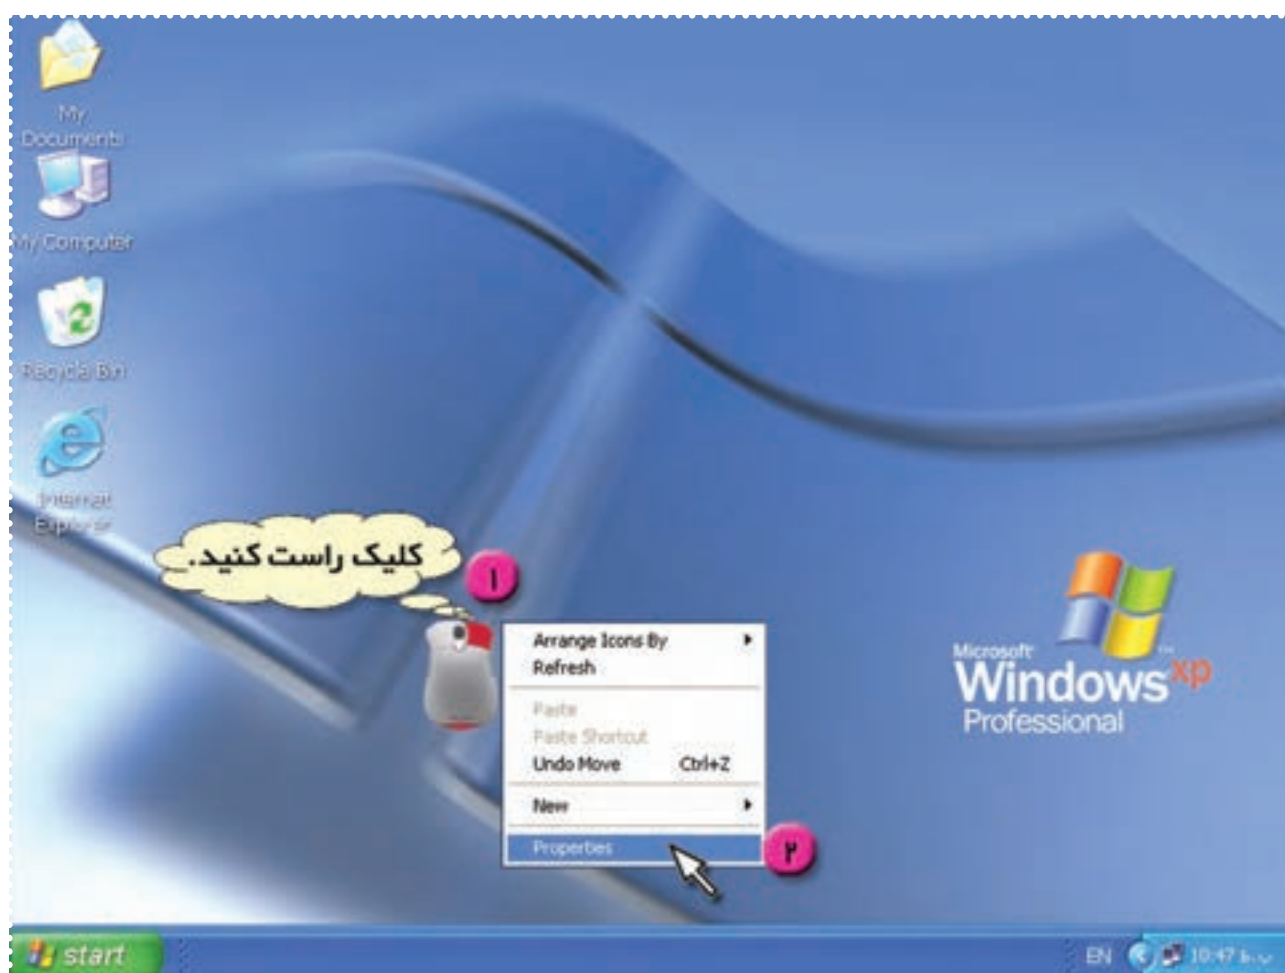 My
Documents
My Computer
Recycle Bin
Internet
Explorer
کلیک راست کنید.
۱
Arrange Icons By
Refresh
Paste
Paste Shortcut
Undo Move Ctrl+Z
New
Properties
۲
Microsoft
Windows xp
Professional
start
EN
10:47 ق.ظ